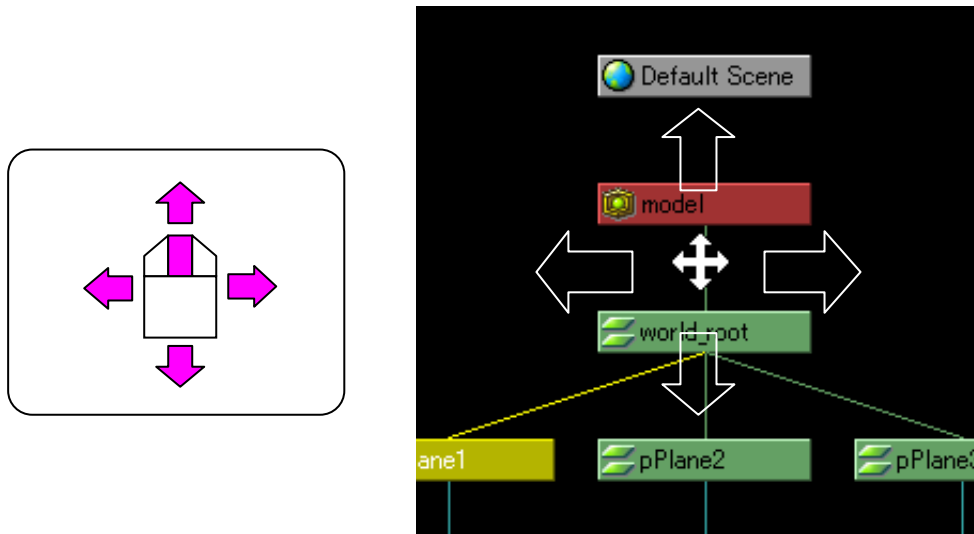 Default Scene
model
world_root
ane1
pPlane2
pPlane3